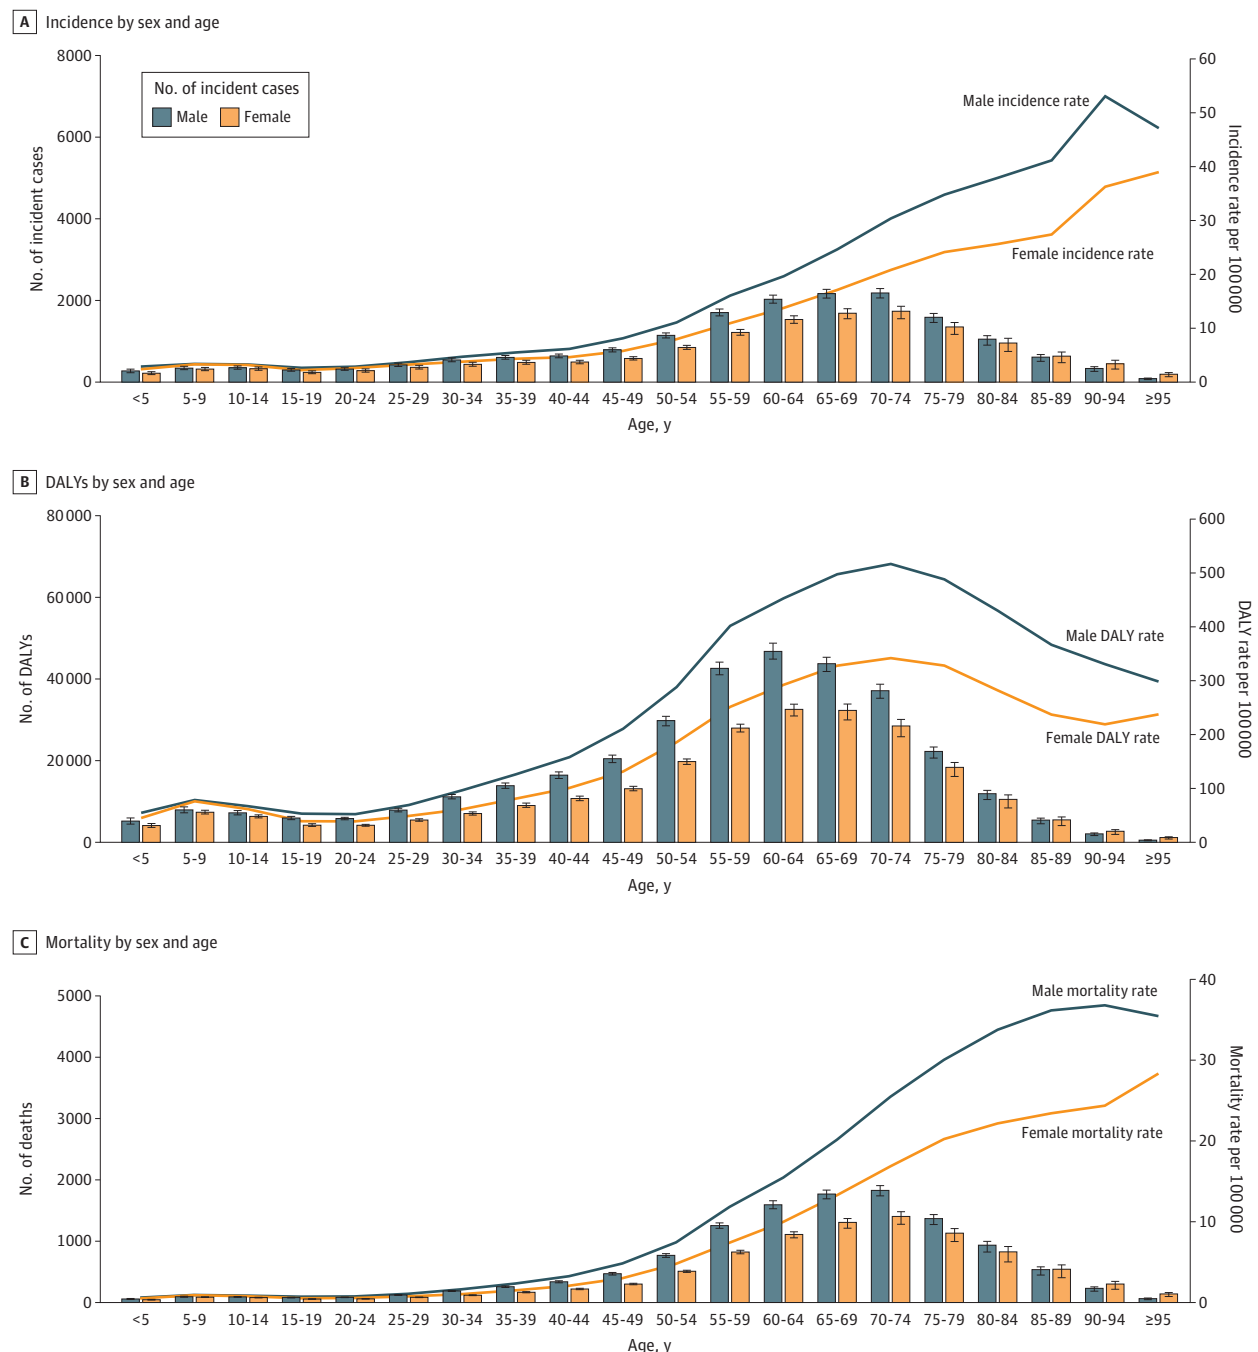 A Incidence by sex and age
8000
6000
4000
2000
0
No. of incident cases
No. of incident cases
Male Female
Male incidence rate
Female incidence rate
60
50
40
30
20
10
0
Incidence rate per 100 000
<5 5-9 10-14 15-19 20-24 25-29 30-34 35-39 40-44 45-49 50-54 55-59 60-64 65-69 70-74 75-79 80-84 85-89 90-94 ≥95
Age, y
B DALYs by sex and age
80 000
60 000
40 000
20 000
0
No. of DALYs
Male DALY rate
Female DALY rate
600
500
400
300
200
100
0
DALY rate per 100 000
<5 5-9 10-14 15-19 20-24 25-29 30-34 35-39 40-44 45-49 50-54 55-59 60-64 65-69 70-74 75-79 80-84 85-89 90-94 ≥95
Age, y
C Mortality by sex and age
5000
4000
3000
2000
1000
0
No. of deaths
Male mortality rate
Female mortality rate
40
30
20
10
0
Mortality rate per 100 000
<5 5-9 10-14 15-19 20-24 25-29 30-34 35-39 40-44 45-49 50-54 55-59 60-64 65-69 70-74 75-79 80-84 85-89 90-94 ≥95
Age, y